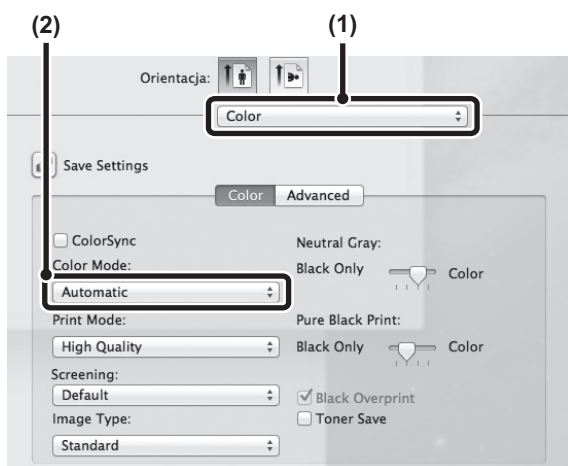 (2) (1)
Orientacja:
Color
Save Settings
Color Advanced
ColorSync
Neutral Gray:
Color Mode:
Black Only Color
Automatic
Print Mode:
Pure Black Print:
High Quality
Black Only Color
Screening:
Default
Black Overprint
Image Type:
Toner Save
Standard